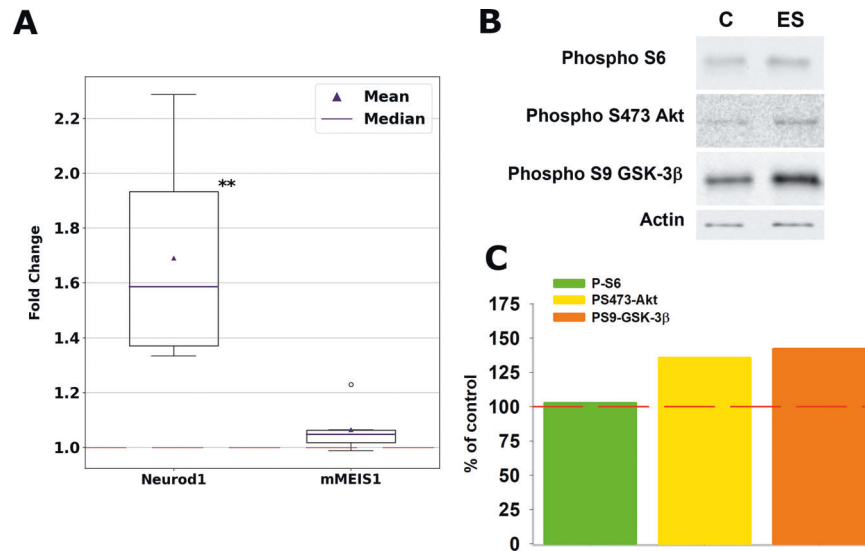 A
Mean
Median
2.2
2.0
1.8
1.6
1.4
1.2
1.0
Fold Change
**
Neurod1
mMEIS1
B
C
ES
Phospho S6
Phospho S473 Akt
Phospho S9 GSK-3β
Actin
C
P-S6
PS473-Akt
PS9-GSK-3β
175
150
125
100
75
50
25
0
% of control